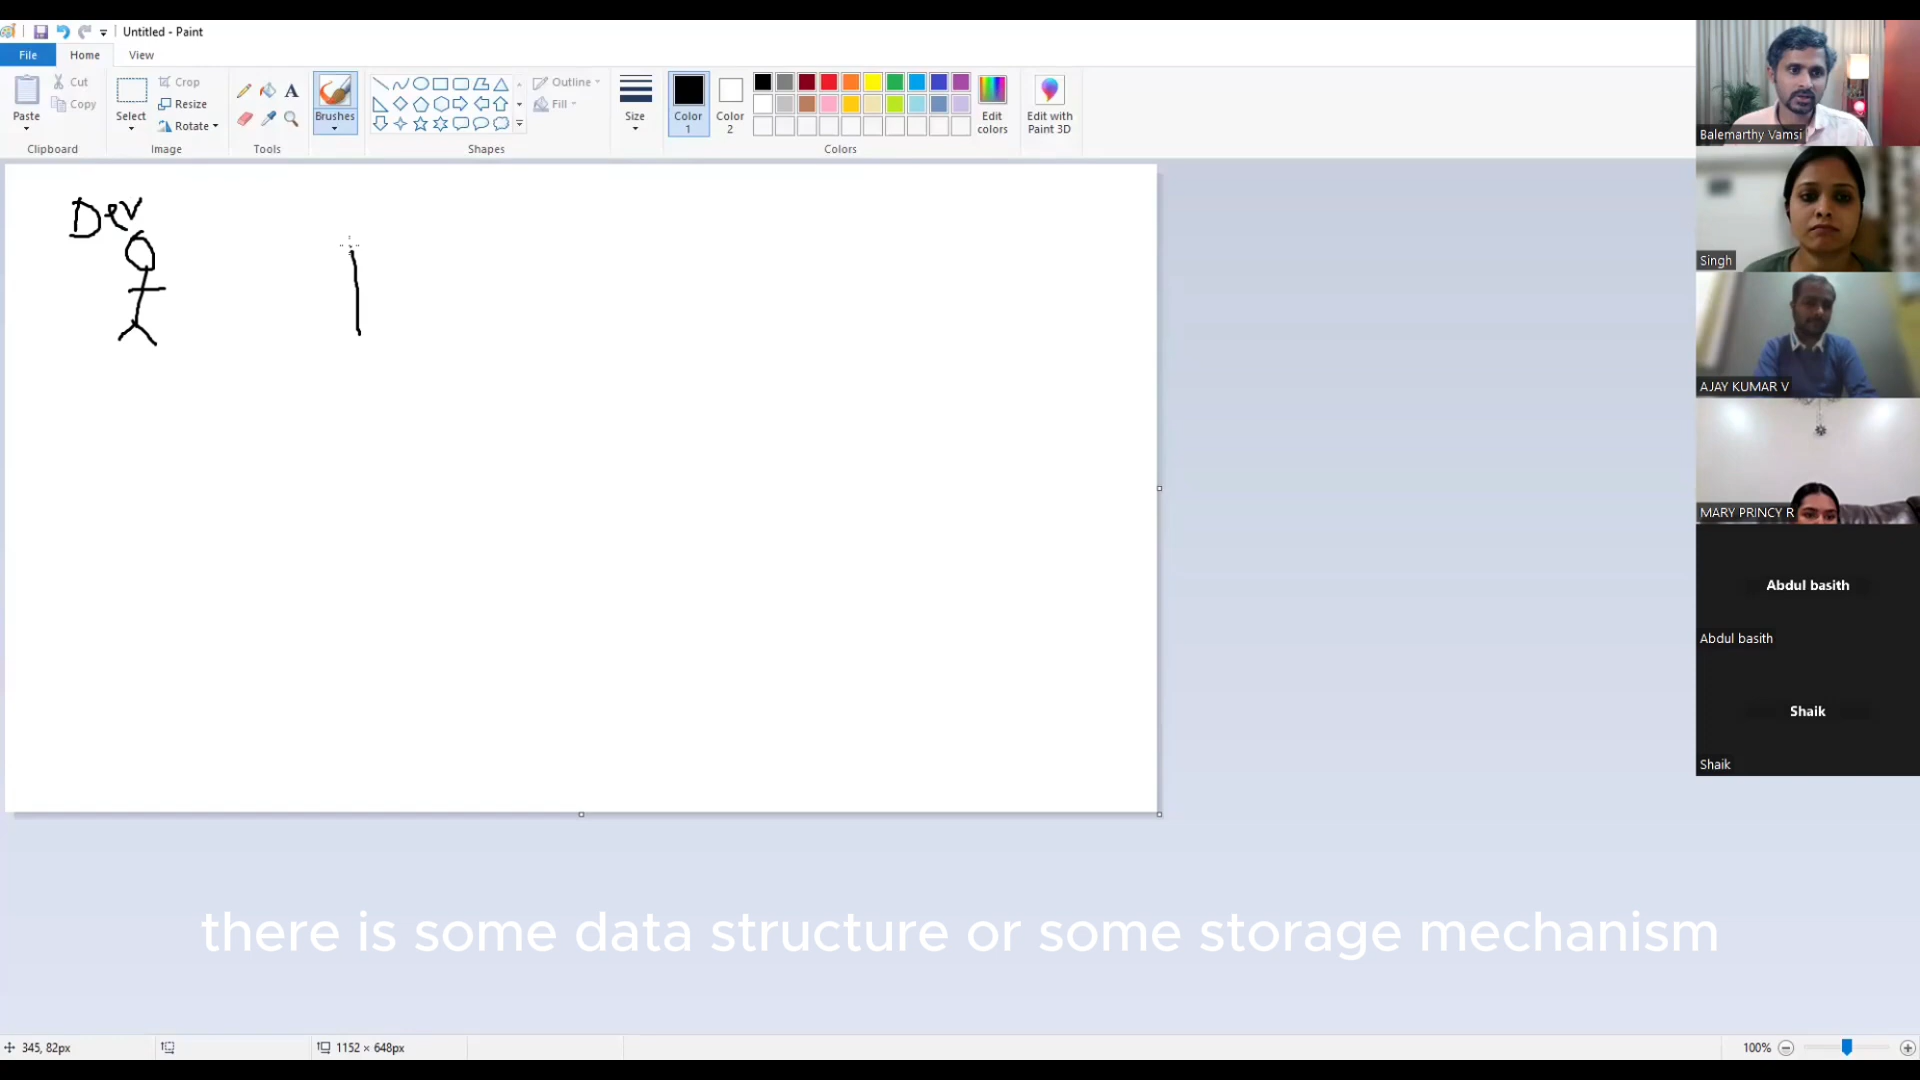 Untitled - Paint
File
Home
View
Paste
Cut
Copy
Clipboard
Select
Crop
Resize
Rotate
Image
A
Tools
Brushes
Shapes
Outline
Fill
Size
Color
1
Color
2
Edit
colors
Colors
Edit with
Paint 3D
Dev
Balemarthy Vamsi
Singh
AJAY KUMAR V
MARY PRINCY R
Abdul basith
Abdul basith
Shaik
Shaik
there is some data structure or some storage mechanism
345, 82px
1152 × 648px
100%